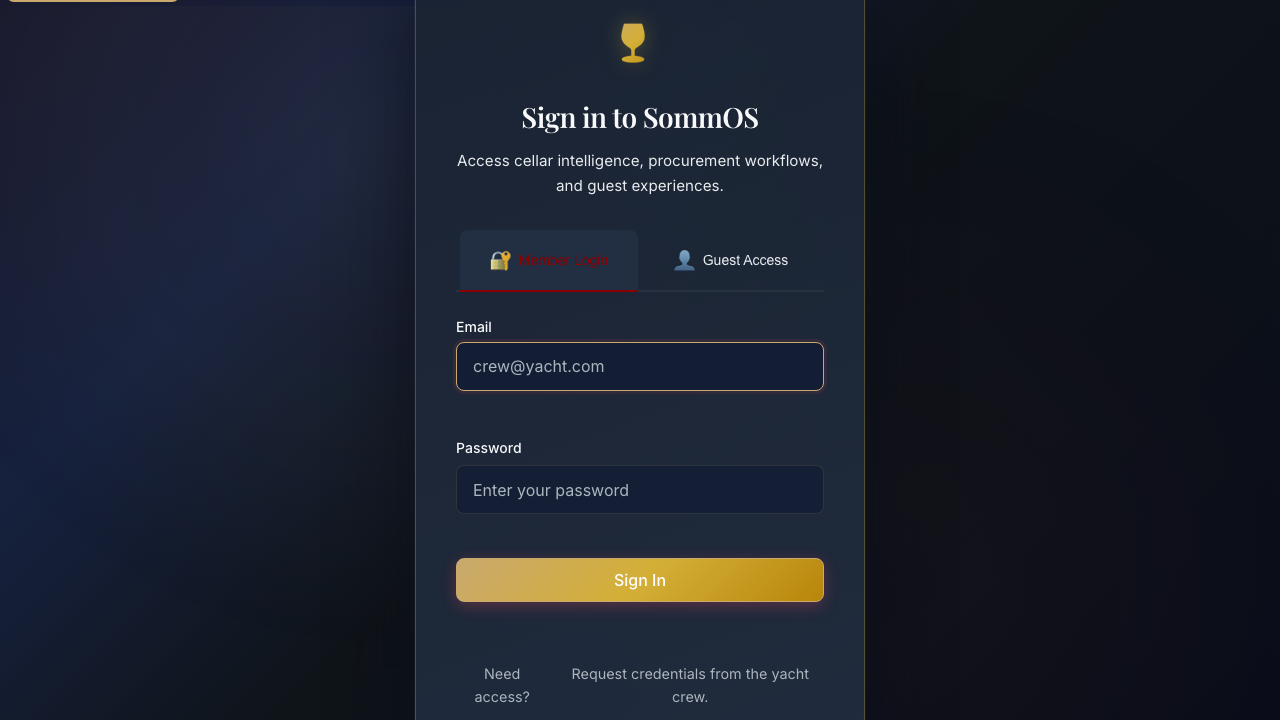 Sign in to SommOS
Access cellar intelligence, procurement workflows,
and guest experiences.
Member Login
Guest Access
Email
crew@yacht.com
Password
Enter your password
Sign In
Need
access?
Request credentials from the yacht
crew.